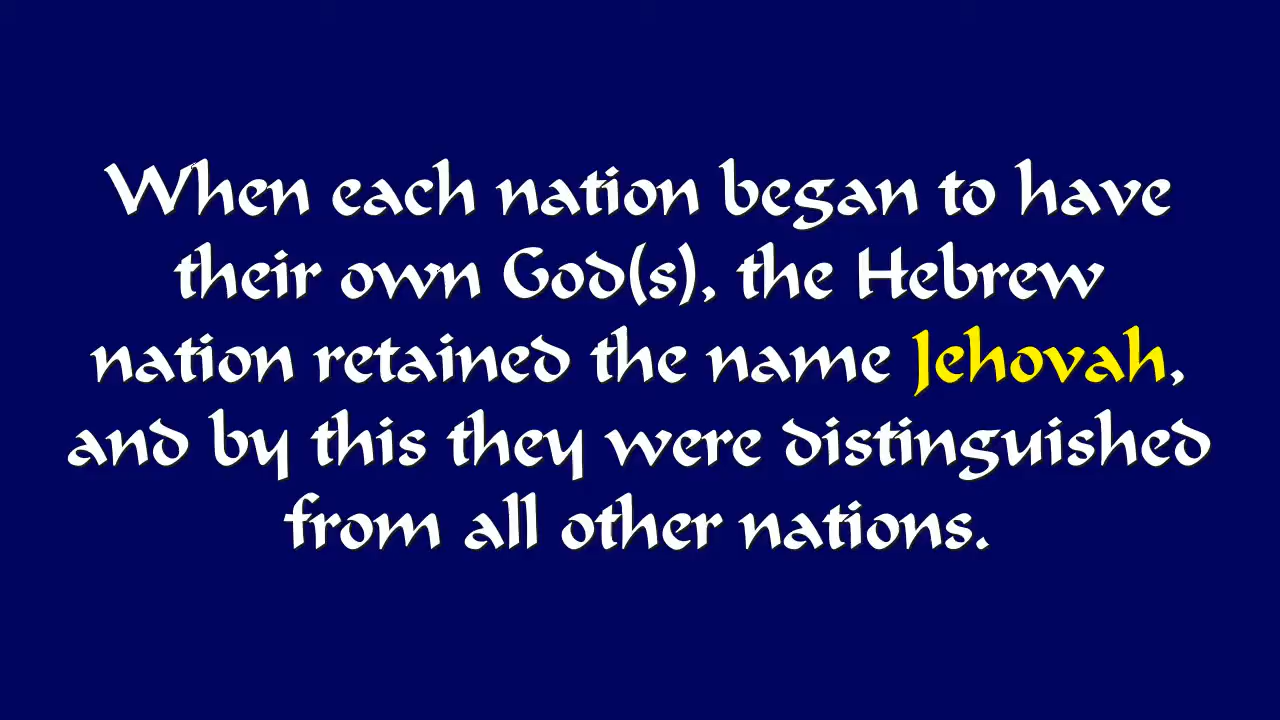 When each nation began to have
their own God(s), the Hebrew
nation retained the name Jehovah,
and by this they were distinguished
from all other nations.